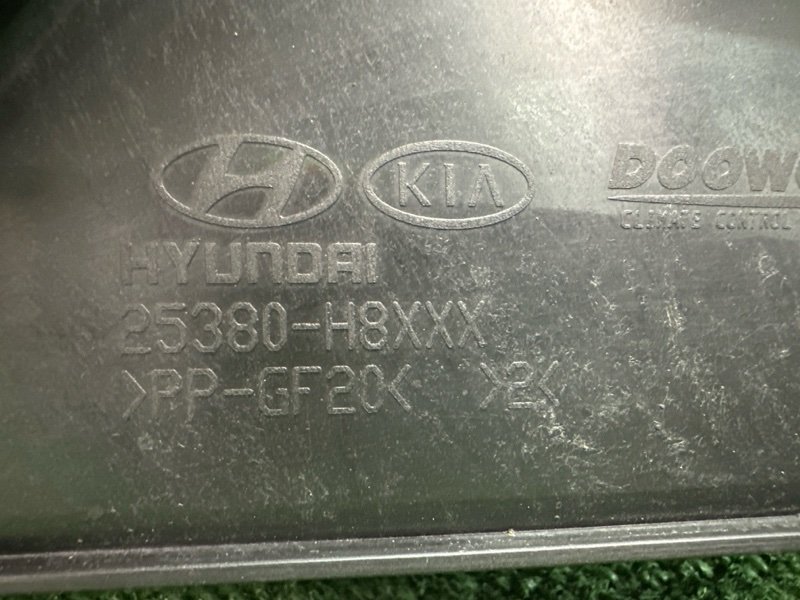 KIA DOOW
CLIMATE CONTROL
HYUNDAI
25380-H8XXX
>PP-GF20< >2<